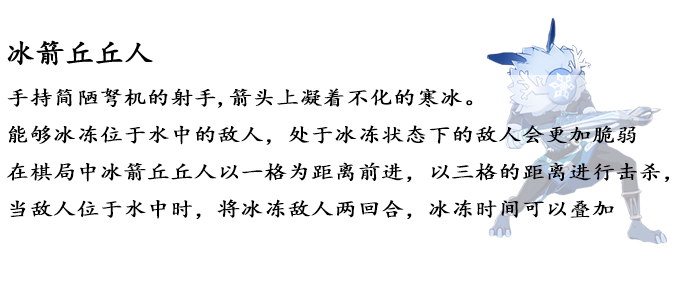 冰箭丘丘人
手持简陋弩机的射手,箭头上凝着不化的寒冰。
能够冰冻位于水中的敌人，处于冰冻状态下的敌人会更加脆弱
在棋局中冰箭丘丘人以一格为距离前进，以三格的距离进行击杀，
当敌人位于水中时，将冰冻敌人两回合，冰冻时间可以叠加